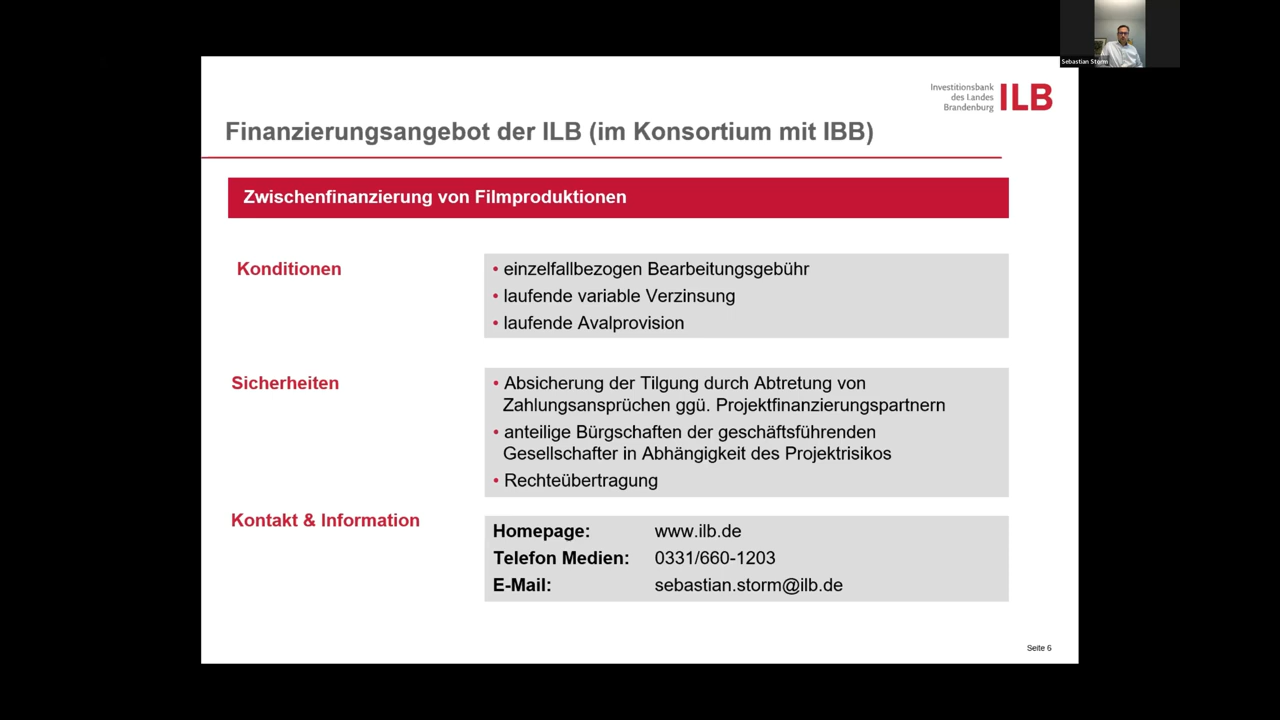 Sebastian Storm
Investitionsbank
des Landes
Brandenburg
ILB
Finanzierungsangebot der ILB (im Konsortium mit IBB)
Zwischenfinanzierung von Filmproduktionen
Konditionen
• einzelfallbezogen Bearbeitungsgebühr
• laufende variable Verzinsung
• laufende Avalprovision
Sicherheiten
• Absicherung der Tilgung durch Abtretung von
Zahlungsansprüchen ggü. Projektfinanzierungspartnern
• anteilige Bürgschaften der geschäftsführenden
Gesellschafter in Abhängigkeit des Projektrisikos
• Rechteübertragung
Kontakt & Information
Homepage: www.ilb.de
Telefon Medien: 0331/660-1203
E-Mail: sebastian.storm@ilb.de
Seite 6